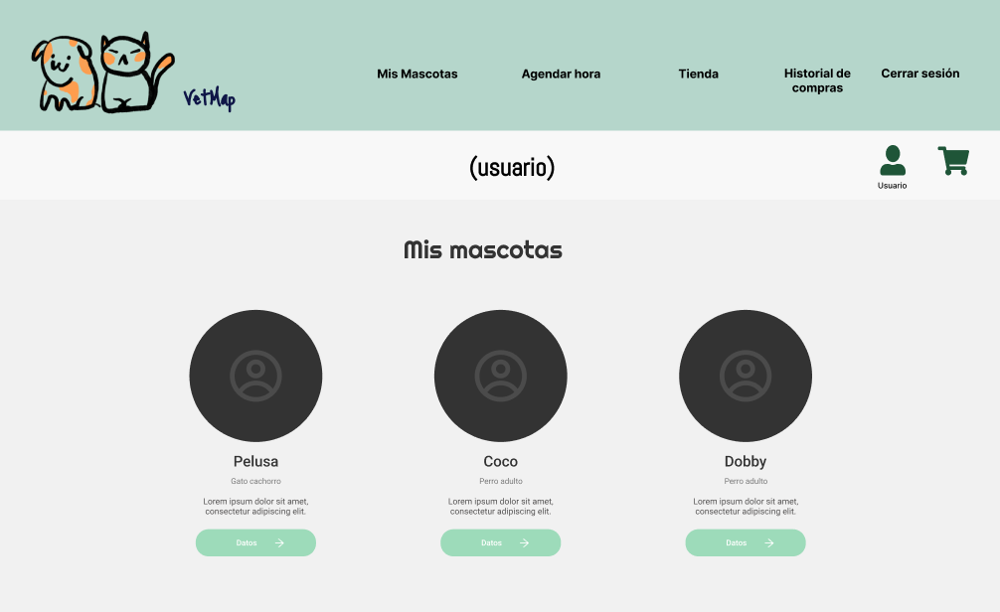 VetMap
Mis Mascotas
Agendar hora
Tienda
Historial de
compras
Cerrar sesión
(usuario)
Usuario
Mis mascotas
Pelusa
Gato cachorro
Lorem ipsum dolor sit amet,
consectetur adipiscing elit.
Datos
Coco
Perro adulto
Lorem ipsum dolor sit amet,
consectetur adipiscing elit.
Datos
Dobby
Perro adulto
Lorem ipsum dolor sit amet,
consectetur adipiscing elit.
Datos